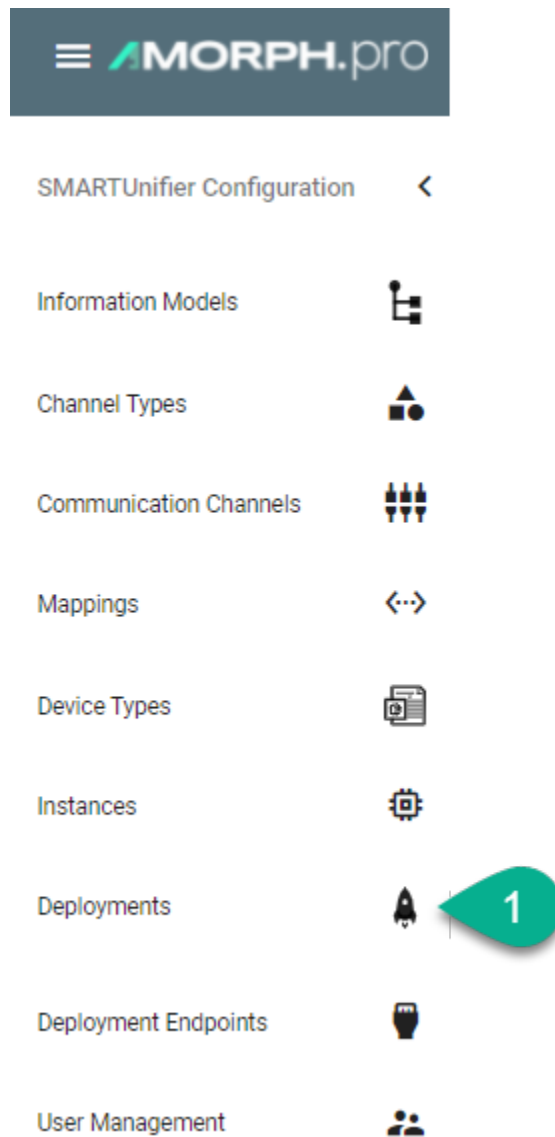 AMORPH.pro
SMARTUnifier Configuration
Information Models
Channel Types
Communication Channels
Mappings
Device Types
Instances
Deployments
1
Deployment Endpoints
User Management